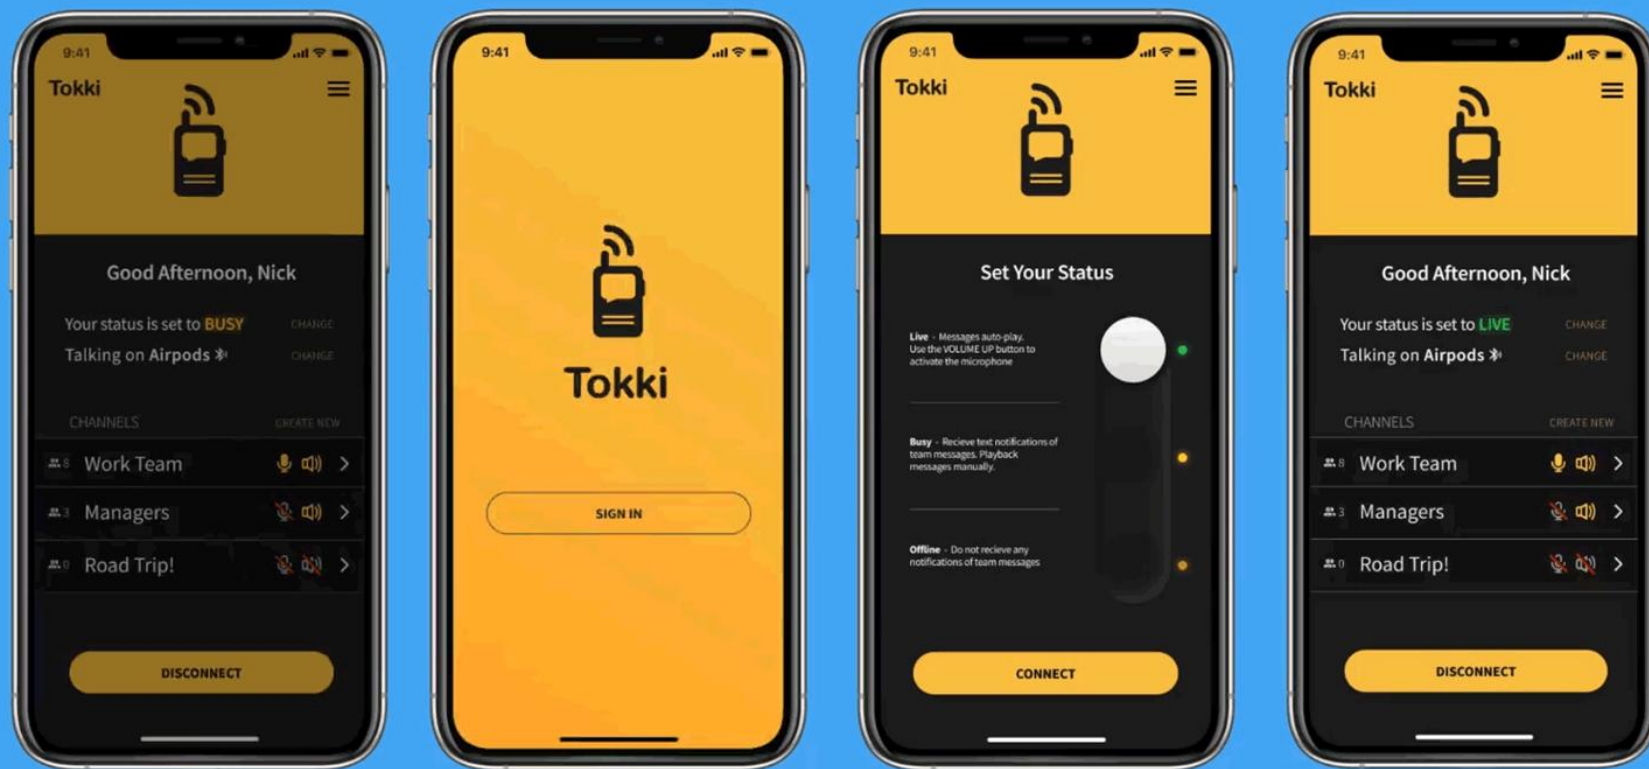 9:41
Tokki
Good Afternoon, Nick
Your status is set to BUSY CHANGE
Talking on Airpods CHANGE
CHANNELS CREATE NEW
8 Work Team
3 Managers
0 Road Trip!
DISCONNECT
9:41
Tokki
SIGN IN
9:41
Tokki
Set Your Status
Live - Messages auto-play.
Use the VOLUME UP button to
activate the microphone
Busy - Recieve text notifications of
team messages. Playback
messages manually.
Offline - Do not recieve any
notifications of team messages
CONNECT
9:41
Tokki
Good Afternoon, Nick
Your status is set to LIVE CHANGE
Talking on Airpods CHANGE
CHANNELS CREATE NEW
8 Work Team
3 Managers
0 Road Trip!
DISCONNECT